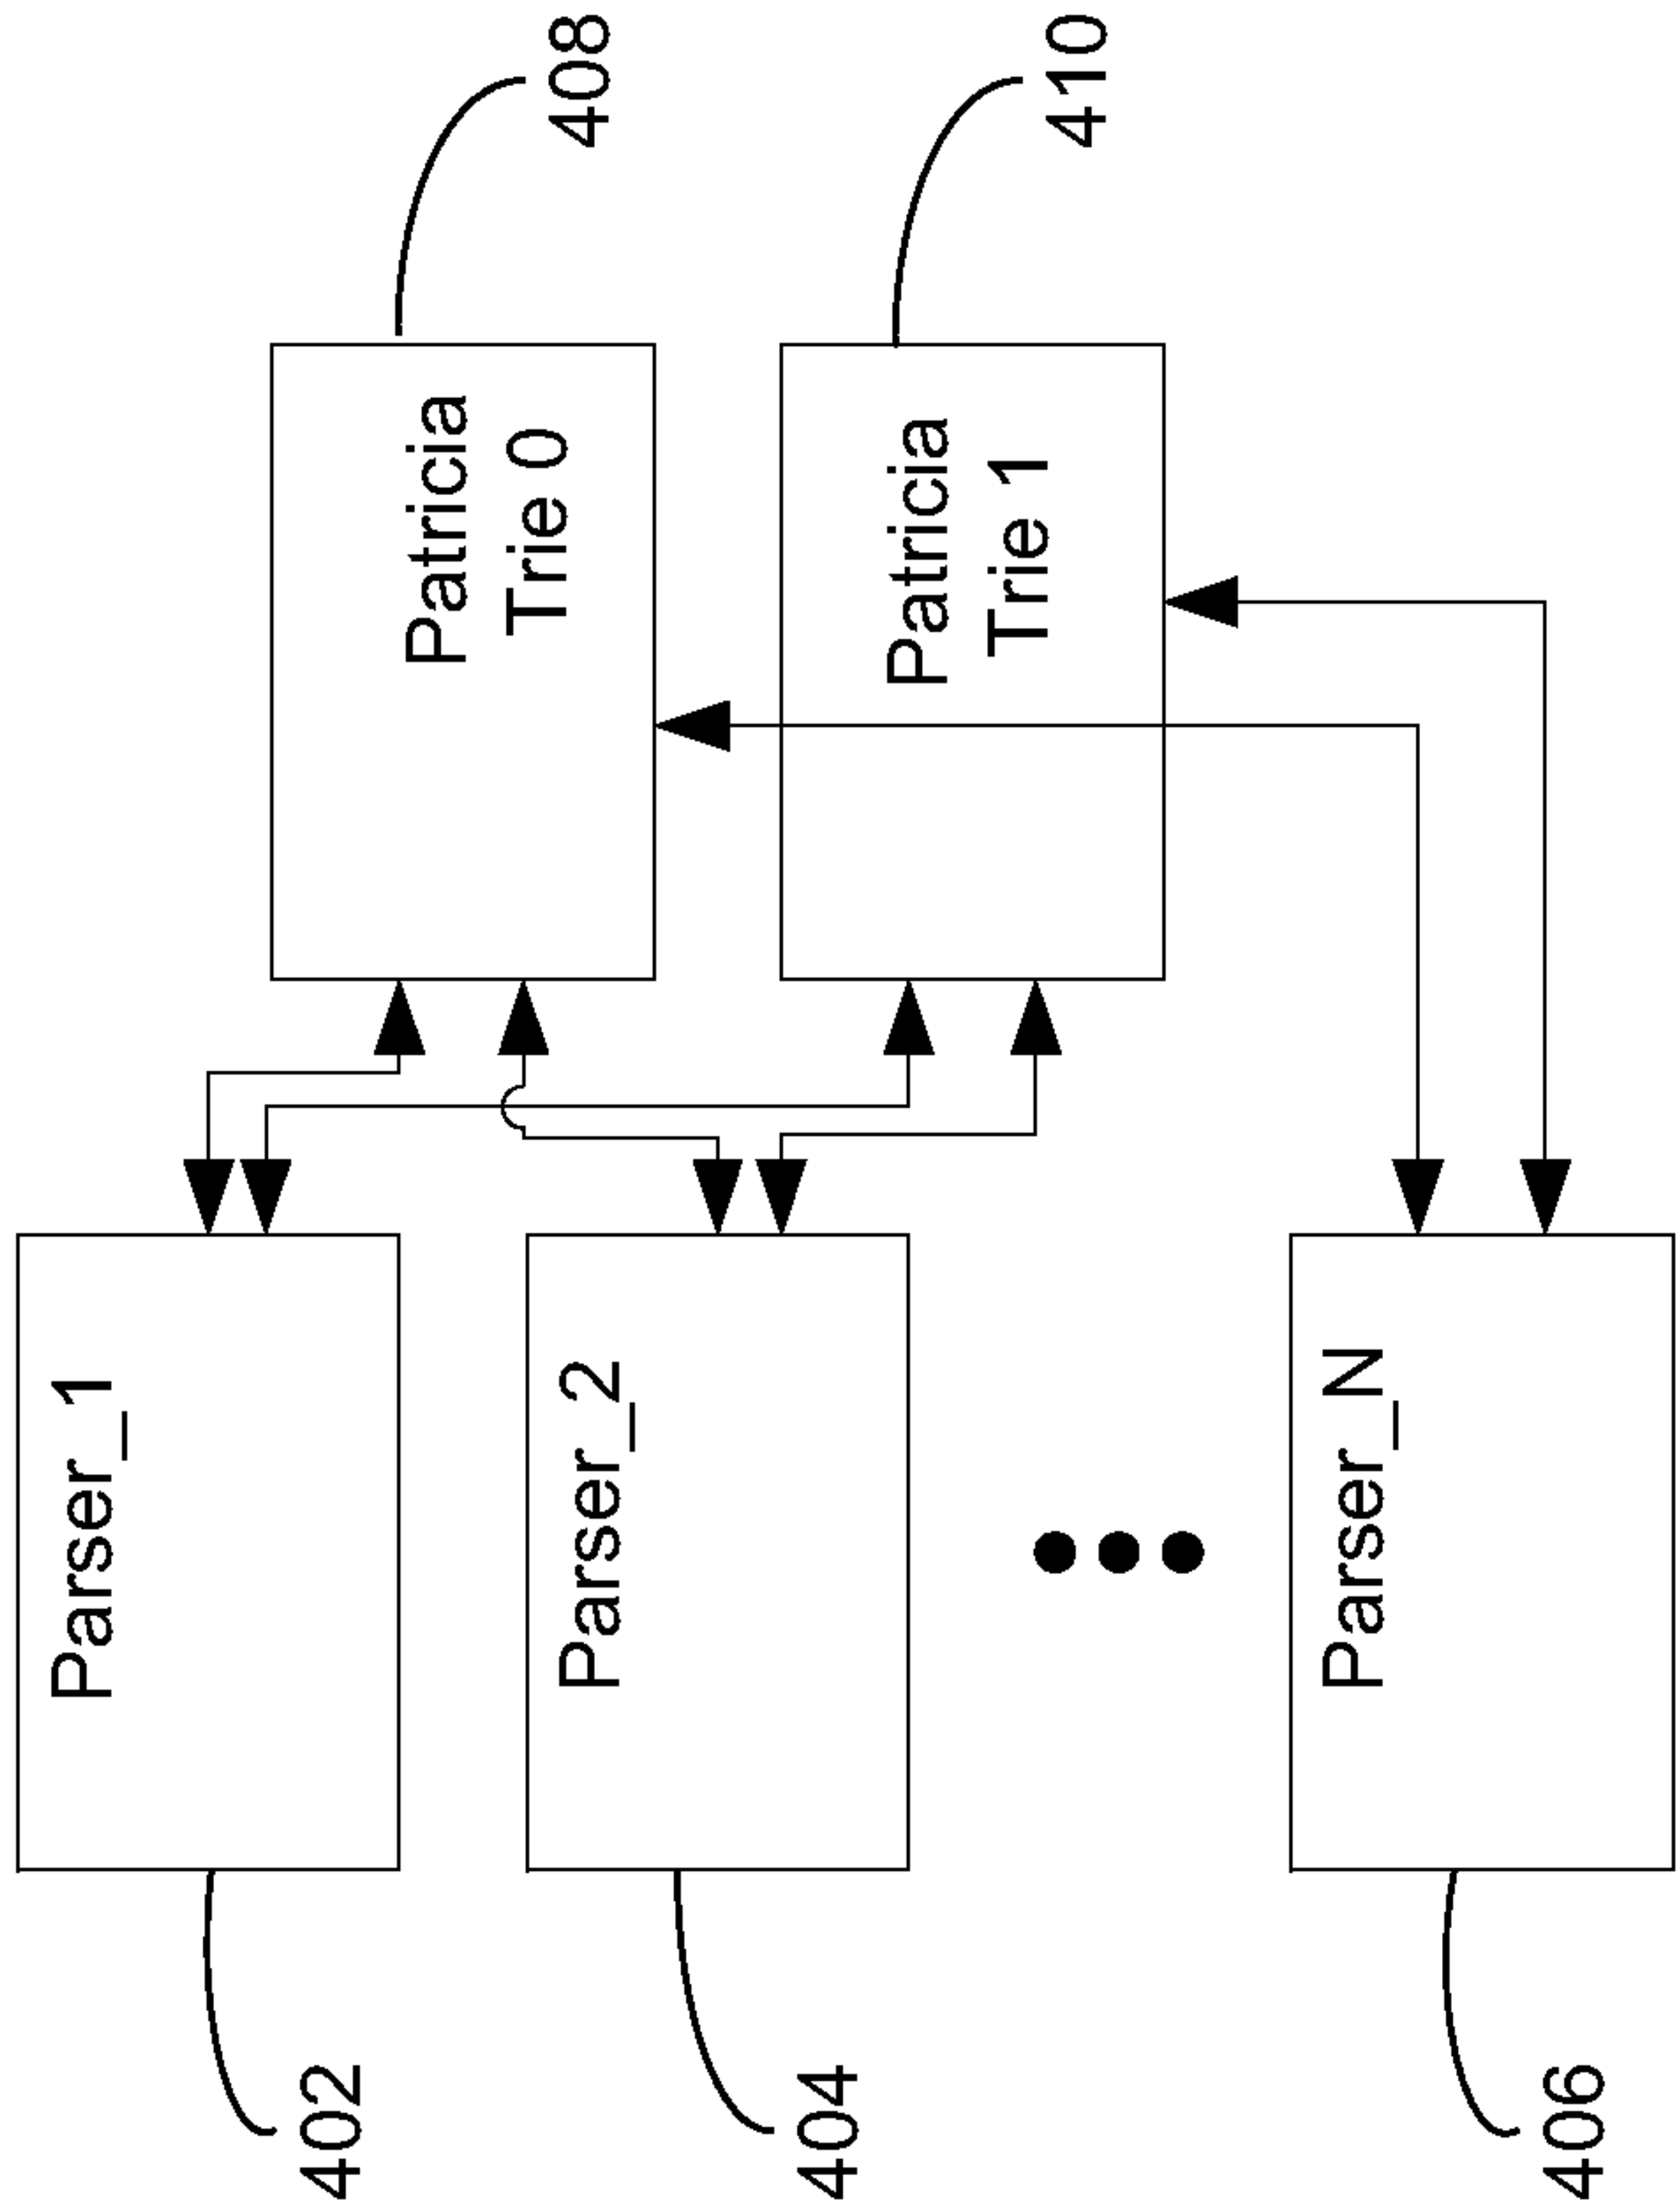 402
Parser_1
Patricia
Trie 0
408
404
Parser_2
Patricia
Trie 1
410
406
Parser_N